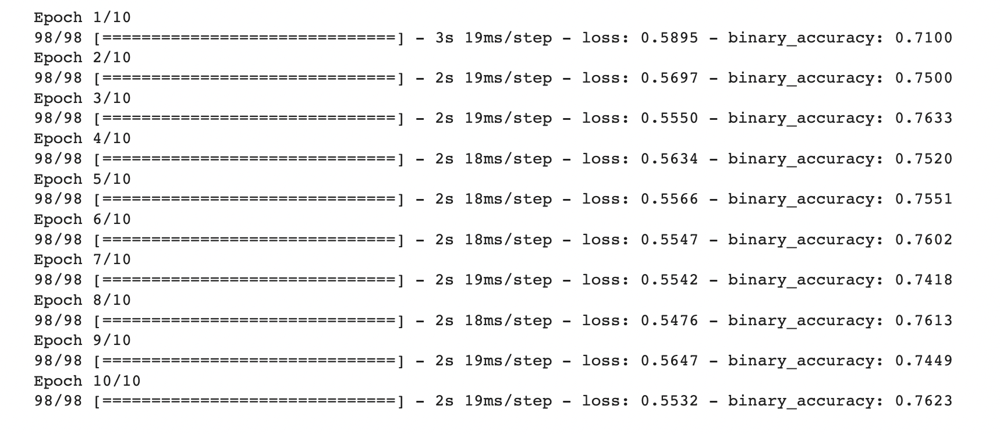 Epoch 1/10
98/98 [==============================] - 3s 19ms/step - loss: 0.5895 - binary_accuracy: 0.7100
Epoch 2/10
98/98 [==============================] - 2s 19ms/step - loss: 0.5697 - binary_accuracy: 0.7500
Epoch 3/10
98/98 [==============================] - 2s 19ms/step - loss: 0.5550 - binary_accuracy: 0.7633
Epoch 4/10
98/98 [==============================] - 2s 18ms/step - loss: 0.5634 - binary_accuracy: 0.7520
Epoch 5/10
98/98 [==============================] - 2s 18ms/step - loss: 0.5566 - binary_accuracy: 0.7551
Epoch 6/10
98/98 [==============================] - 2s 18ms/step - loss: 0.5547 - binary_accuracy: 0.7602
Epoch 7/10
98/98 [==============================] - 2s 19ms/step - loss: 0.5542 - binary_accuracy: 0.7418
Epoch 8/10
98/98 [==============================] - 2s 18ms/step - loss: 0.5476 - binary_accuracy: 0.7613
Epoch 9/10
98/98 [==============================] - 2s 19ms/step - loss: 0.5647 - binary_accuracy: 0.7449
Epoch 10/10
98/98 [==============================] - 2s 19ms/step - loss: 0.5532 - binary_accuracy: 0.7623